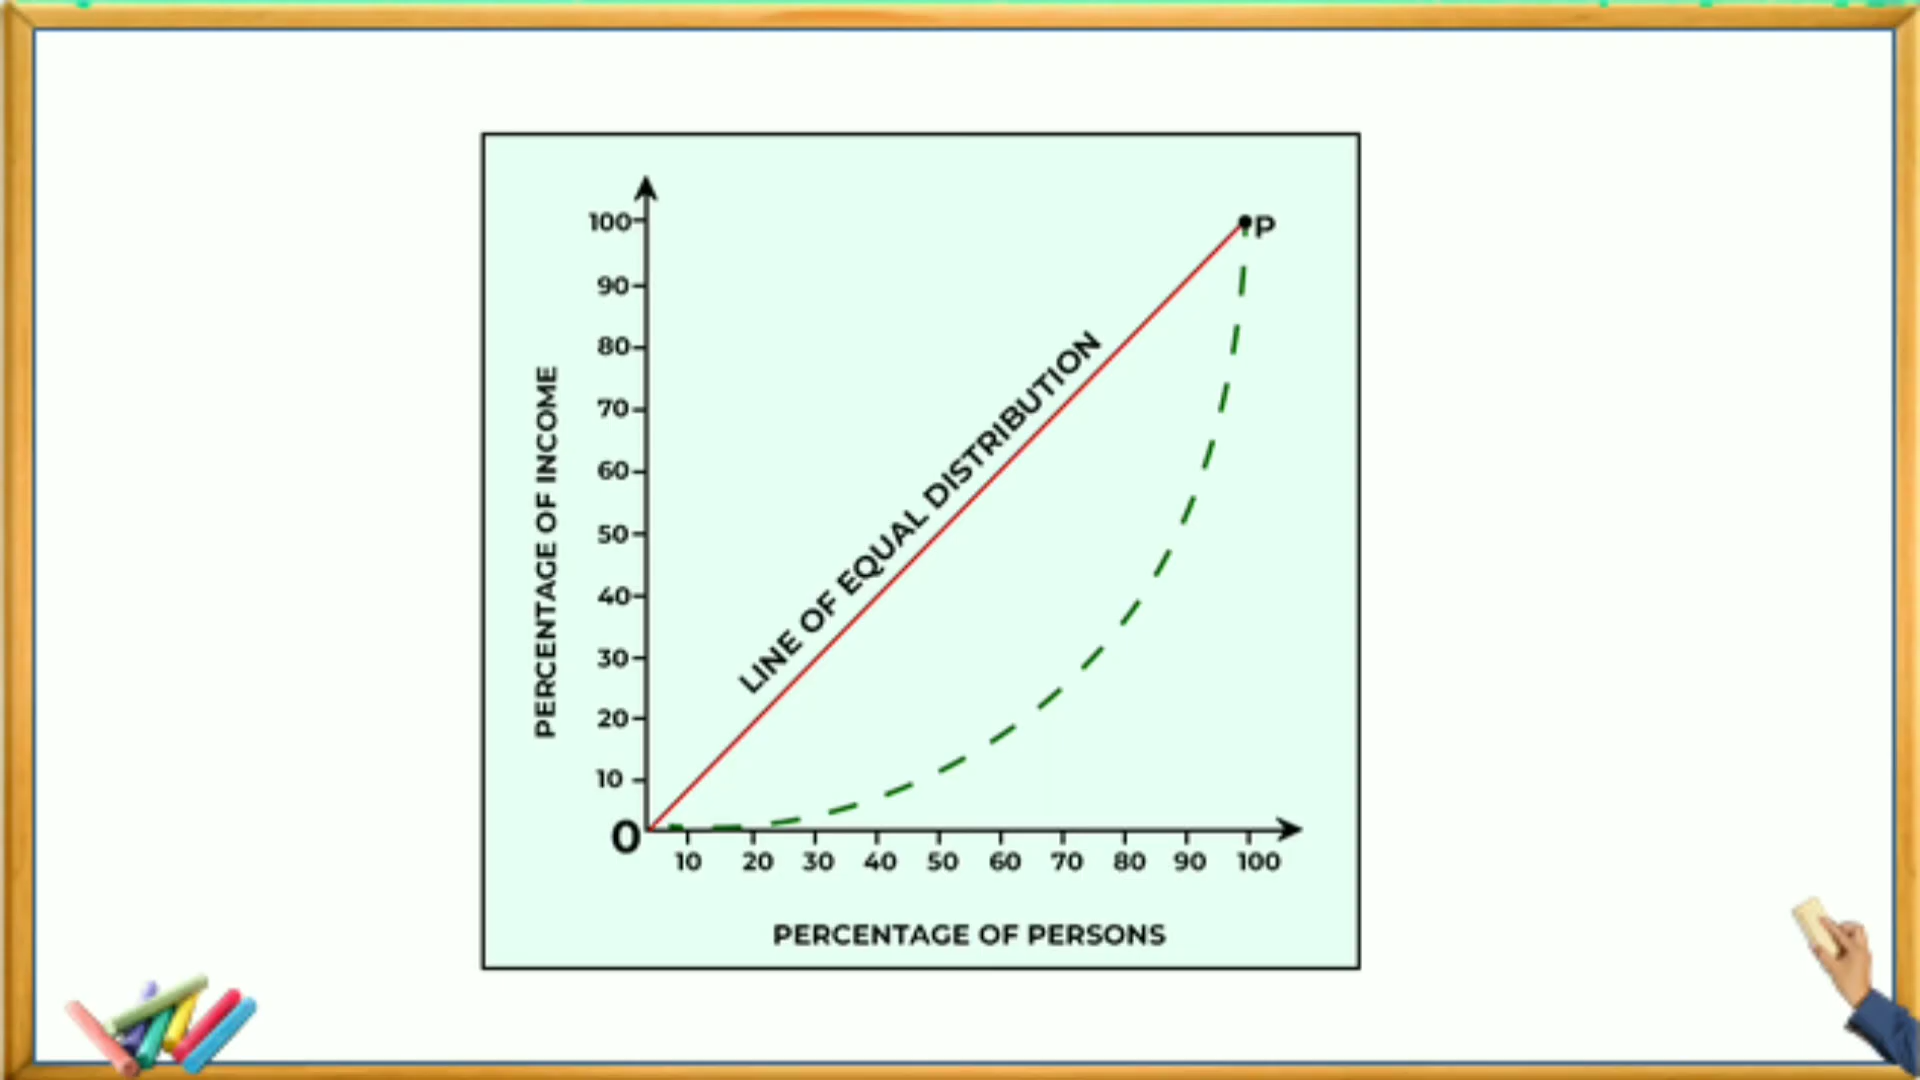 100
P
90
80
70
60
50
40
30
20
10
O
PERCENTAGE OF INCOME
LINE OF EQUAL DISTRIBUTION
10 20 30 40 50 60 70 80 90 100
PERCENTAGE OF PERSONS